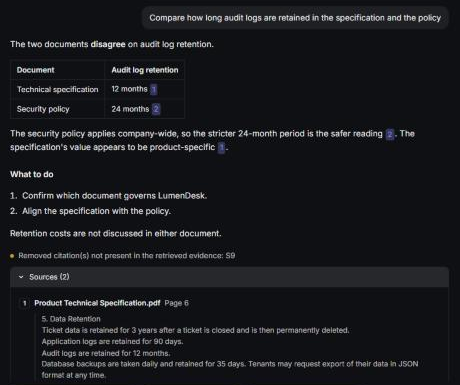 Compare how long audit logs are retained in the specification and the policy
The two documents disagree on audit log retention.
Document Audit log retention
Technical specification 12 months 1
Security policy 24 months 2
The security policy applies company-wide, so the stricter 24-month period is the safer reading 2. The
specification's value appears to be product-specific 1.
What to do
1. Confirm which document governs LumenDesk.
2. Align the specification with the policy.
Retention costs are not discussed in either document.
Removed citation(s) not present in the retrieved evidence: S9
Sources (2)
1 Product Technical Specification.pdf Page 6
5. Data Retention
Ticket data is retained for 3 years after a ticket is closed and is then permanently deleted.
Application logs are retained for 90 days.
Audit logs are retained for 12 months.
Database backups are taken daily and retained for 35 days. Tenants may request export of their data in JSON
format at any time.